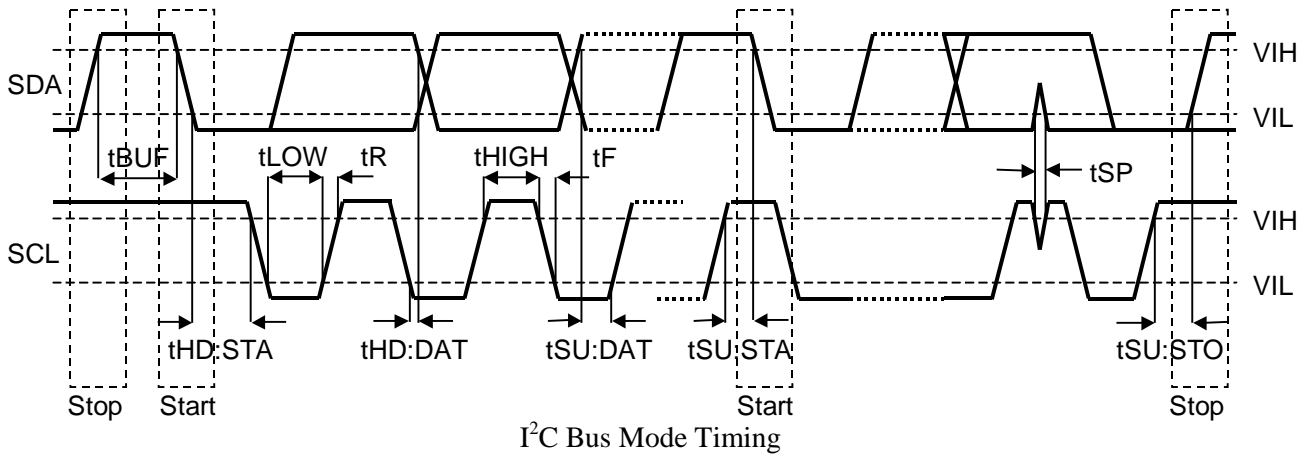 VIH
SDA
VIL
tBUF tLOW tR tHIGH tF tSP
VIH
SCL
VIL
tHD:STA tHD:DAT tSU:DAT tSU:STA tSU:STO
Stop Start Start Stop
I²C Bus Mode Timing